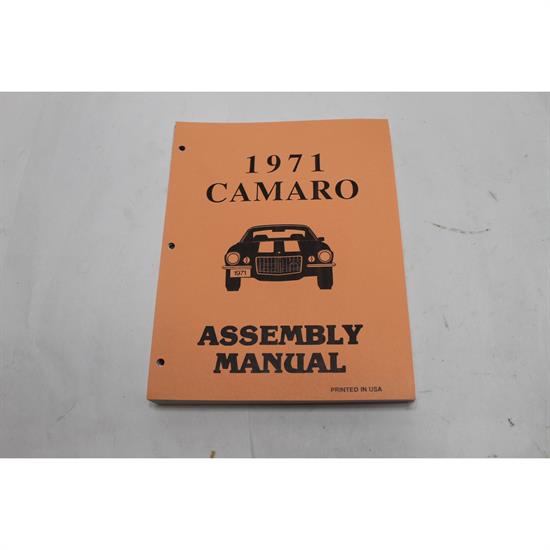 1971
CAMARO
1971
ASSEMBLY
MANUAL
PRINTED IN USA